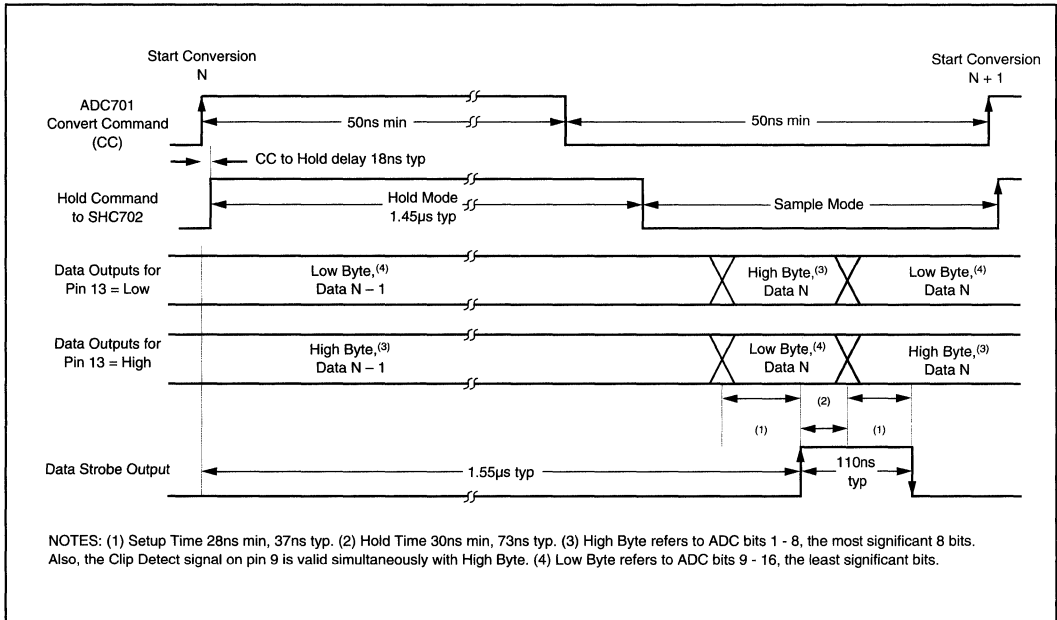 Start Conversion
N
Start Conversion
N + 1
ADC701
Convert Command
(CC)
50ns min
50ns min
CC to Hold delay 18ns typ
Hold Command
to SHC702
Hold Mode
1.45µs typ
Sample Mode
Data Outputs for
Pin 13 = Low
Low Byte,(4)
Data N – 1
High Byte,(3)
Data N
Low Byte,(4)
Data N
Data Outputs for
Pin 13 = High
High Byte,(3)
Data N – 1
Low Byte,(4)
Data N
High Byte,(3)
Data N
(2)
(1)
(1)
Data Strobe Output
1.55µs typ
110ns
typ
NOTES: (1) Setup Time 28ns min, 37ns typ. (2) Hold Time 30ns min, 73ns typ. (3) High Byte refers to ADC bits 1 - 8, the most significant 8 bits.
Also, the Clip Detect signal on pin 9 is valid simultaneously with High Byte. (4) Low Byte refers to ADC bits 9 - 16, the least significant bits.